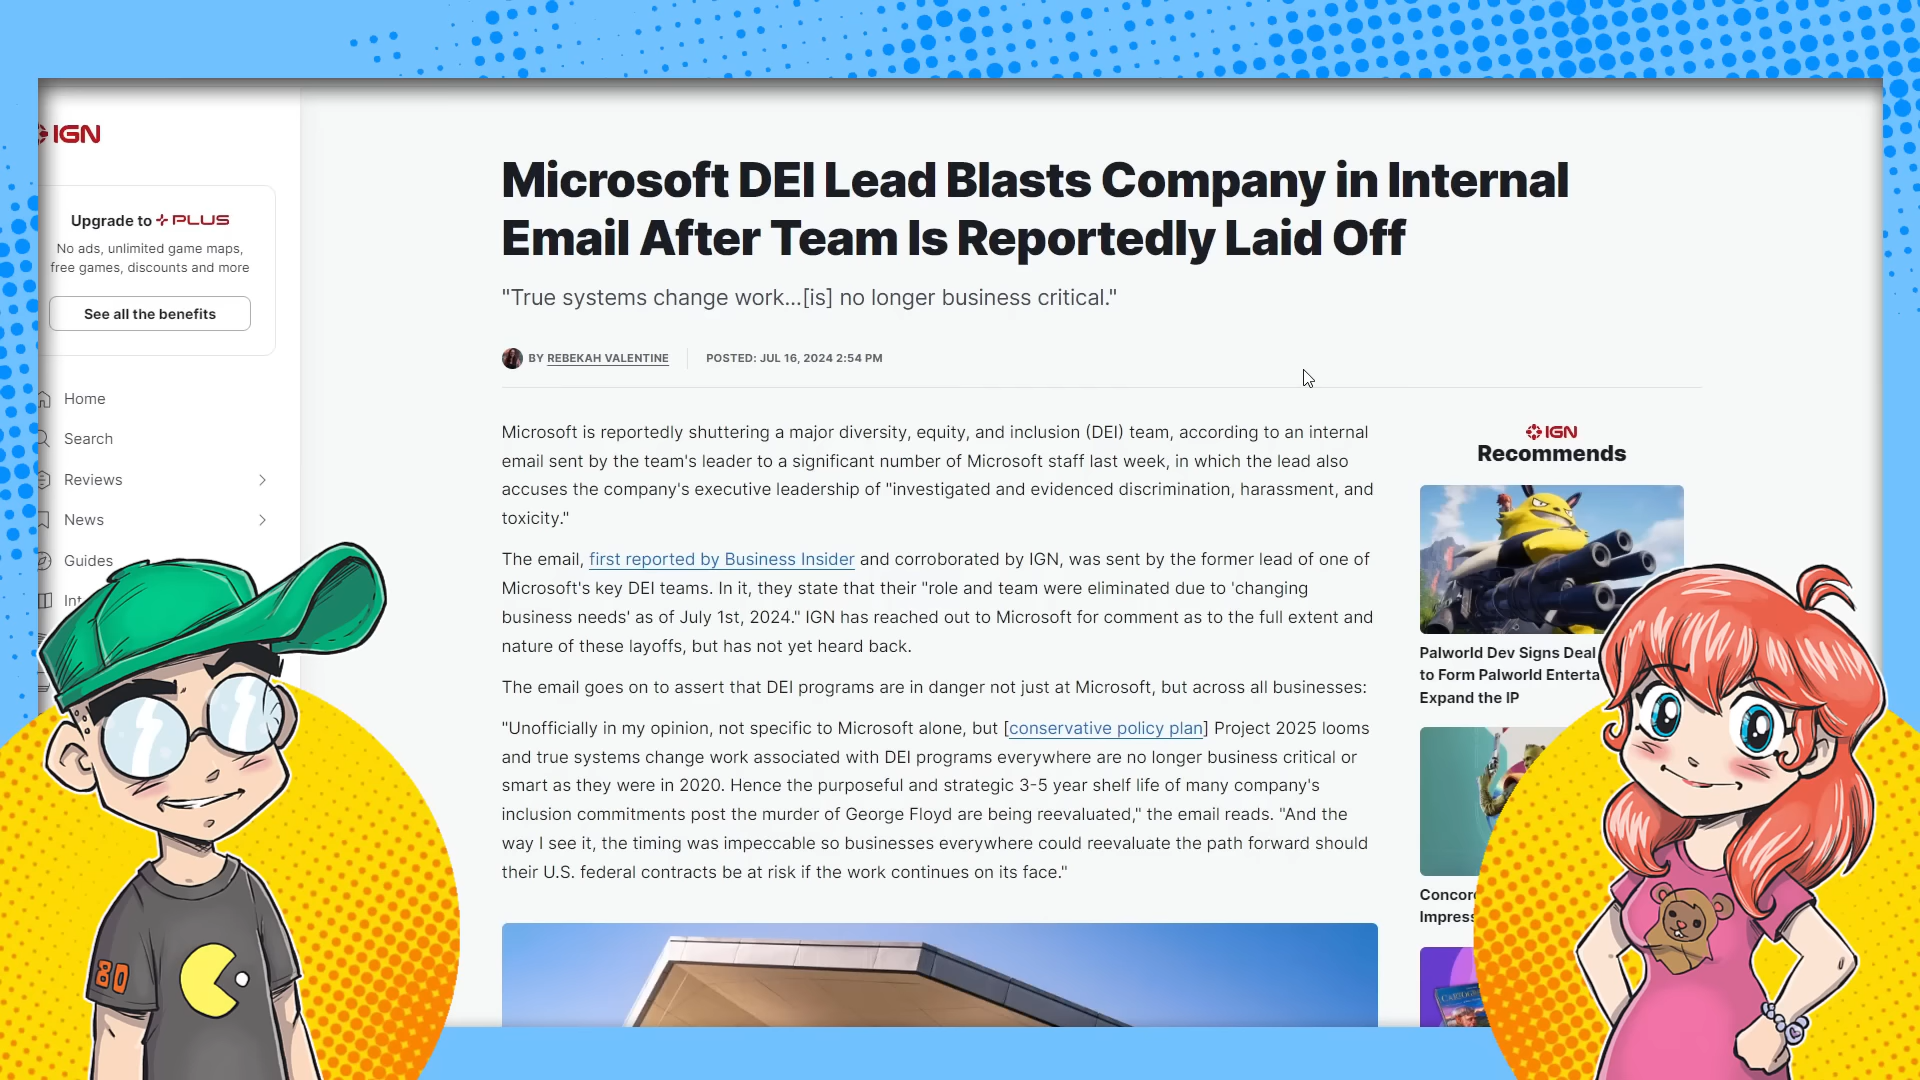 IGN
Upgrade to PLUS
No ads, unlimited game maps,
free games, discounts and more
See all the benefits
Home
Search
Reviews
News
Guides
Microsoft DEI Lead Blasts Company in Internal
Email After Team Is Reportedly Laid Off
"True systems change work...[is] no longer business critical."
BY REBEKAH VALENTINE
POSTED: JUL 16, 2024 2:54 PM
Microsoft is reportedly shuttering a major diversity, equity, and inclusion (DEI) team, according to an internal
email sent by the team's leader to a significant number of Microsoft staff last week, in which the lead also
accuses the company's executive leadership of "investigated and evidenced discrimination, harassment, and
toxicity."
The email, first reported by Business Insider and corroborated by IGN, was sent by the former lead of one of
Microsoft's key DEI teams. In it, they state that their "role and team were eliminated due to 'changing
business needs' as of July 1st, 2024." IGN has reached out to Microsoft for comment as to the full extent and
nature of these layoffs, but has not yet heard back.
The email goes on to assert that DEI programs are in danger not just at Microsoft, but across all businesses:
"Unofficially in my opinion, not specific to Microsoft alone, but [conservative policy plan] Project 2025 looms
and true systems change work associated with DEI programs everywhere are no longer business critical or
smart as they were in 2020. Hence the purposeful and strategic 3-5 year shelf life of many company's
inclusion commitments post the murder of George Floyd are being reevaluated," the email reads. "And the
way I see it, the timing was impeccable so businesses everywhere could reevaluate the path forward should
their U.S. federal contracts be at risk if the work continues on its face."
IGN
Recommends
Palworld Dev Signs Deal
to Form Palworld Enterta
Expand the IP
Concor
Impres
80